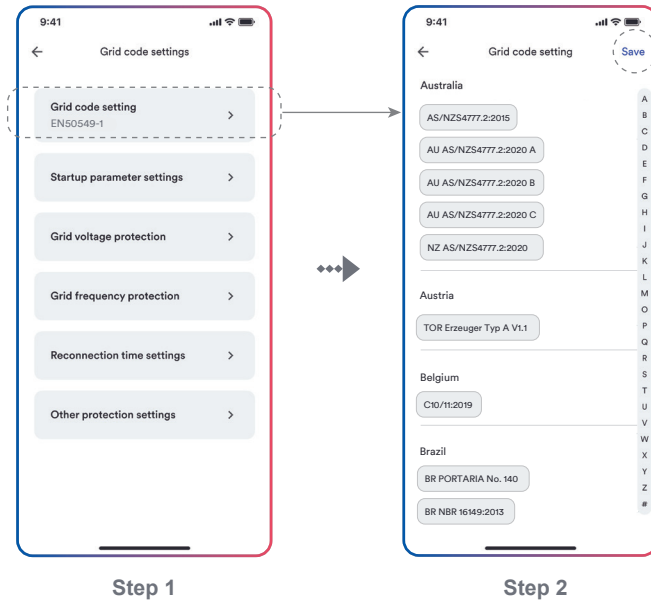 9:41
Grid code settings
Grid code setting
EN50549-1
Startup parameter settings
Grid voltage protection
Grid frequency protection
Reconnection time settings
Other protection settings
Step 1
9:41
Grid code setting
Save
Australia
AS/NZS4777.2:2015
AU AS/NZS4777.2:2020 A
AU AS/NZS4777.2:2020 B
AU AS/NZS4777.2:2020 C
NZ AS/NZS4777.2:2020
Austria
TOR Erzeuger Typ A V1.1
Belgium
C10/11:2019
Brazil
BR PORTARIA No. 140
BR NBR 16149:2013
A
B
C
D
E
F
G
H
I
J
K
L
M
O
P
Q
R
S
T
U
V
W
X
Y
Z
#
Step 2